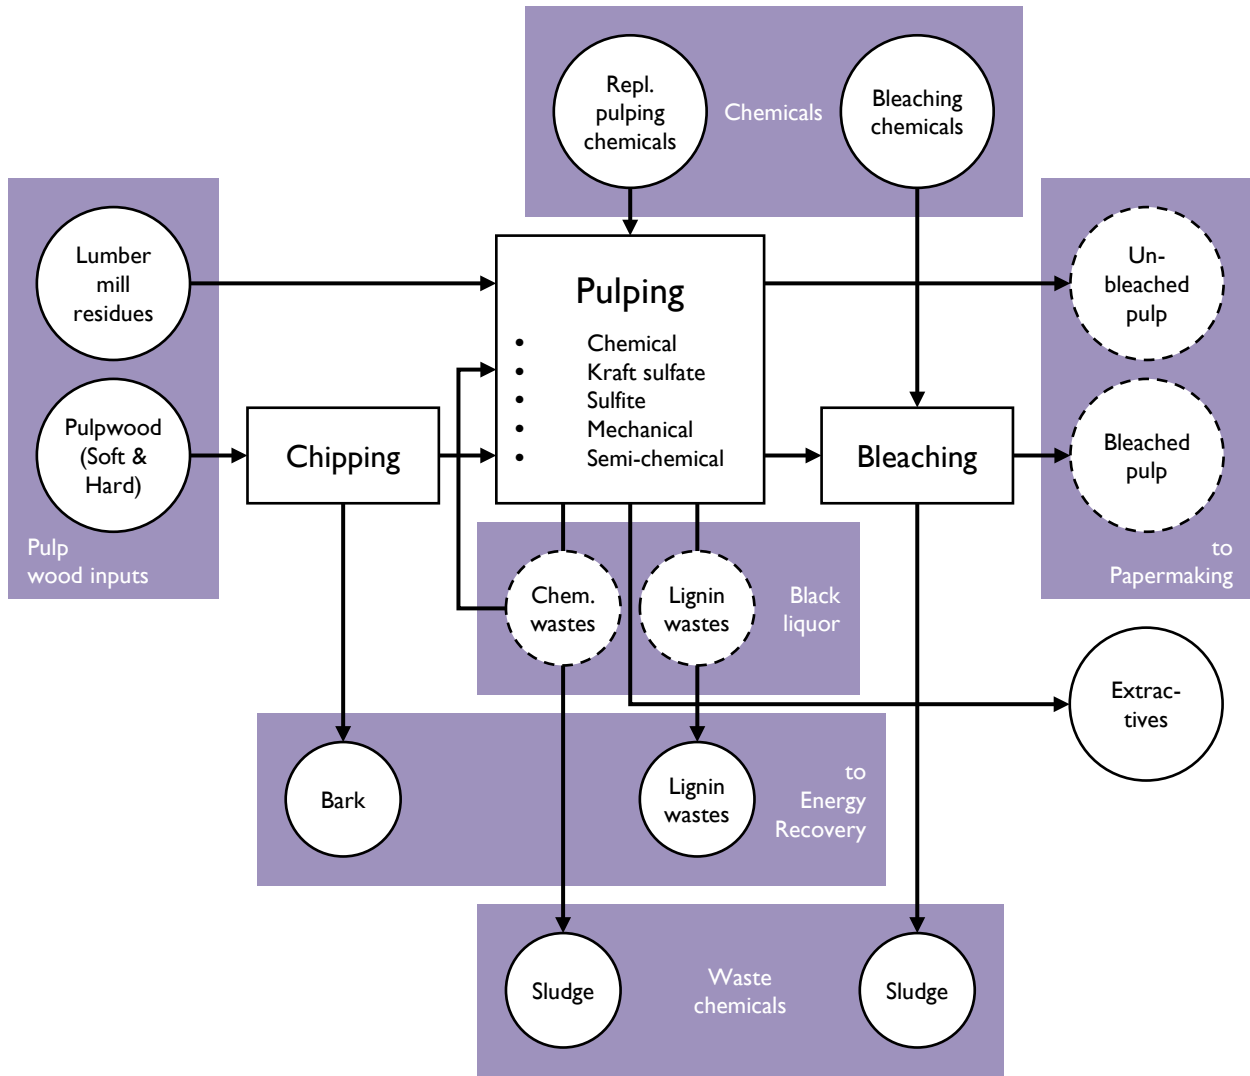 Repl.
pulping
chemicals
Chemicals
Bleaching
chemicals
Lumber
mill
residues
Pulping
• Chemical
• Kraft sulfate
• Sulfite
• Mechanical
• Semi-chemical
Un-
bleached
pulp
Pulpwood
(Soft &
Hard)
Chipping
Bleaching
Bleached
pulp
Pulp
wood inputs
to
Papermaking
Chem.
wastes
Lignin
wastes
Black
liquor
Extrac-
tives
Bark
Lignin
wastes
to
Energy
Recovery
Sludge
Waste
chemicals
Sludge